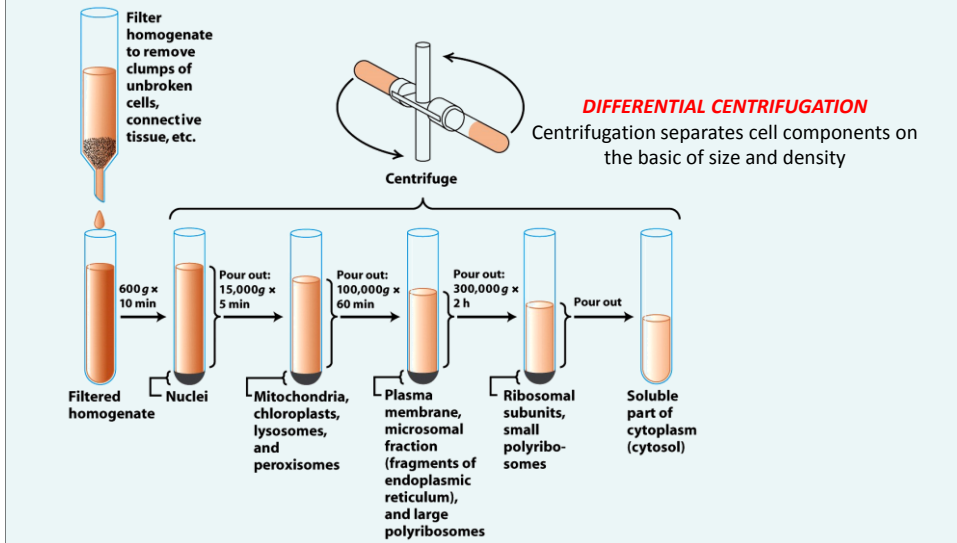 Filter
homogenate
to remove
clumps of
unbroken
cells,
connective
tissue, etc.
Centrifuge
DIFFERENTIAL CENTRIFUGATION
Centrifugation separates cell components on
the basic of size and density
600g ×
10 min
Pour out:
15,000g ×
5 min
Pour out:
100,000g ×
60 min
Pour out:
300,000g ×
2 h
Pour out
Filtered
homogenate
Nuclei
Mitochondria,
chloroplasts,
lysosomes,
and
peroxisomes
Plasma
membrane,
microsomal
fraction
(fragments of
endoplasmic
reticulum),
and large
polyribosomes
Ribosomal
subunits,
small
polyribo-
somes
Soluble
part of
cytoplasm
(cytosol)